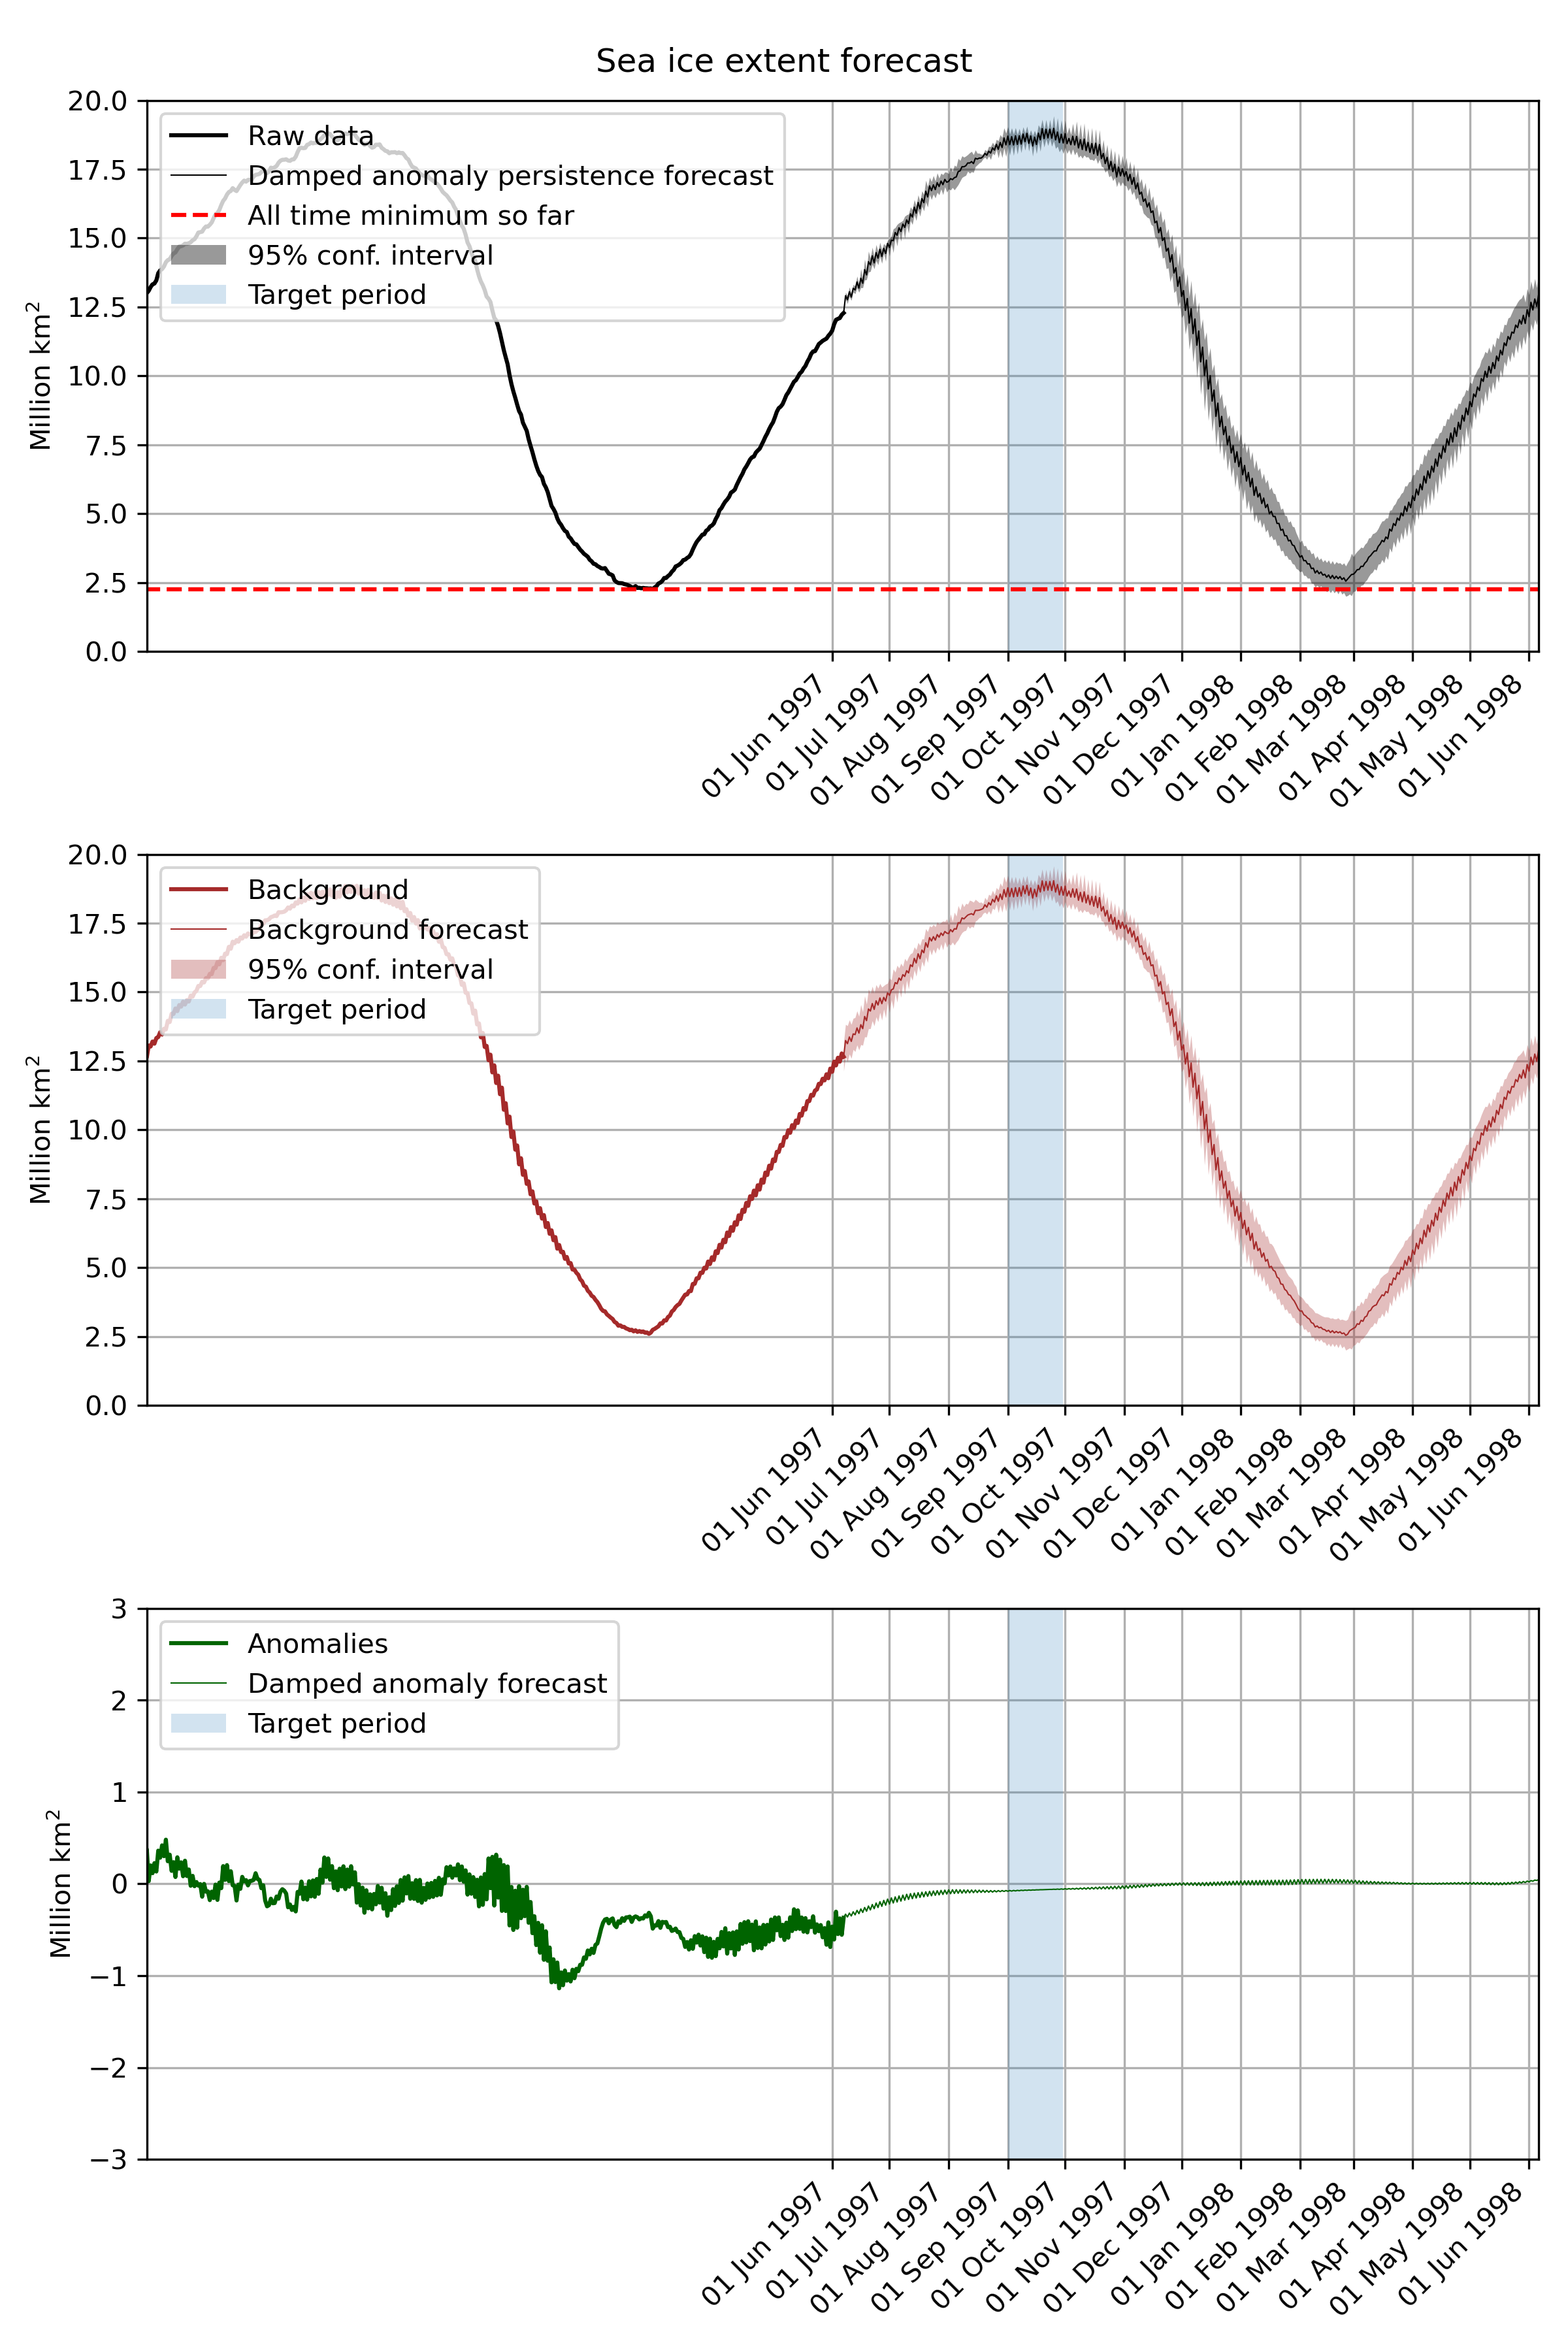 Sea ice extent forecast
20.0
17.5
15.0
12.5
10.0
7.5
5.0
2.5
0.0
Million km²
Raw data
Damped anomaly persistence forecast
All time minimum so far
95% conf. interval
Target period
01 Jun 1997
01 Jul 1997
01 Aug 1997
01 Sep 1997
01 Oct 1997
01 Nov 1997
01 Dec 1997
01 Jan 1998
01 Feb 1998
01 Mar 1998
01 Apr 1998
01 May 1998
01 Jun 1998
20.0
17.5
15.0
12.5
10.0
7.5
5.0
2.5
0.0
Million km²
Background
Background forecast
95% conf. interval
Target period
01 Jun 1997
01 Jul 1997
01 Aug 1997
01 Sep 1997
01 Oct 1997
01 Nov 1997
01 Dec 1997
01 Jan 1998
01 Feb 1998
01 Mar 1998
01 Apr 1998
01 May 1998
01 Jun 1998
3
2
1
0
−1
−2
−3
Million km²
Anomalies
Damped anomaly forecast
Target period
01 Jun 1997
01 Jul 1997
01 Aug 1997
01 Sep 1997
01 Oct 1997
01 Nov 1997
01 Dec 1997
01 Jan 1998
01 Feb 1998
01 Mar 1998
01 Apr 1998
01 May 1998
01 Jun 1998